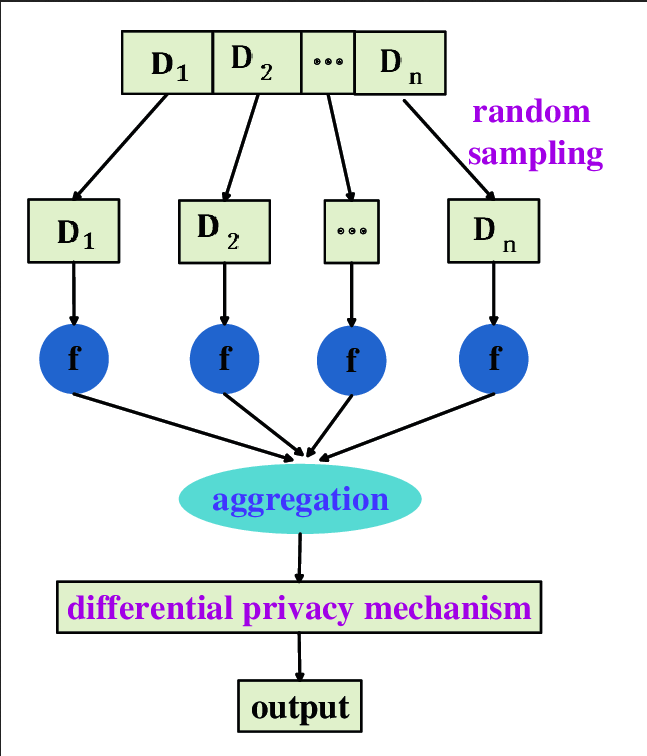 D1 D2 ... Dn
random
sampling
D1 D2 ... Dn
f f f f
aggregation
differential privacy mechanism
output